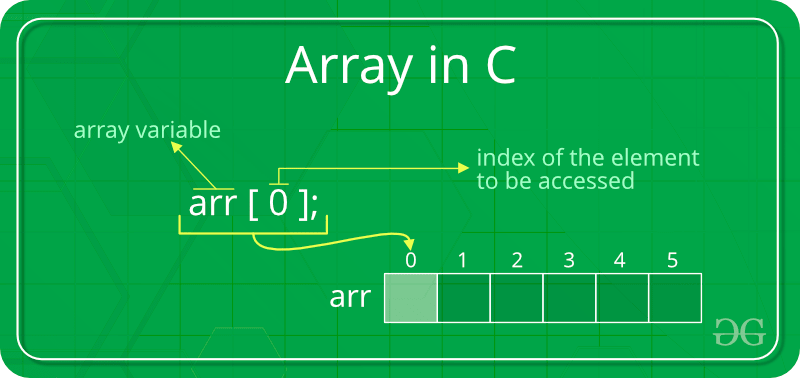 Array in C
array variable
index of the element
to be accessed
arr [ 0 ];
0 1 2 3 4 5
arr
GG